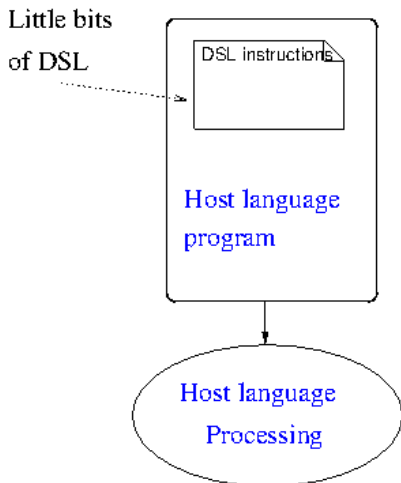 Little bits
of DSL
DSL instructions
Host language
program
Host language
Processing